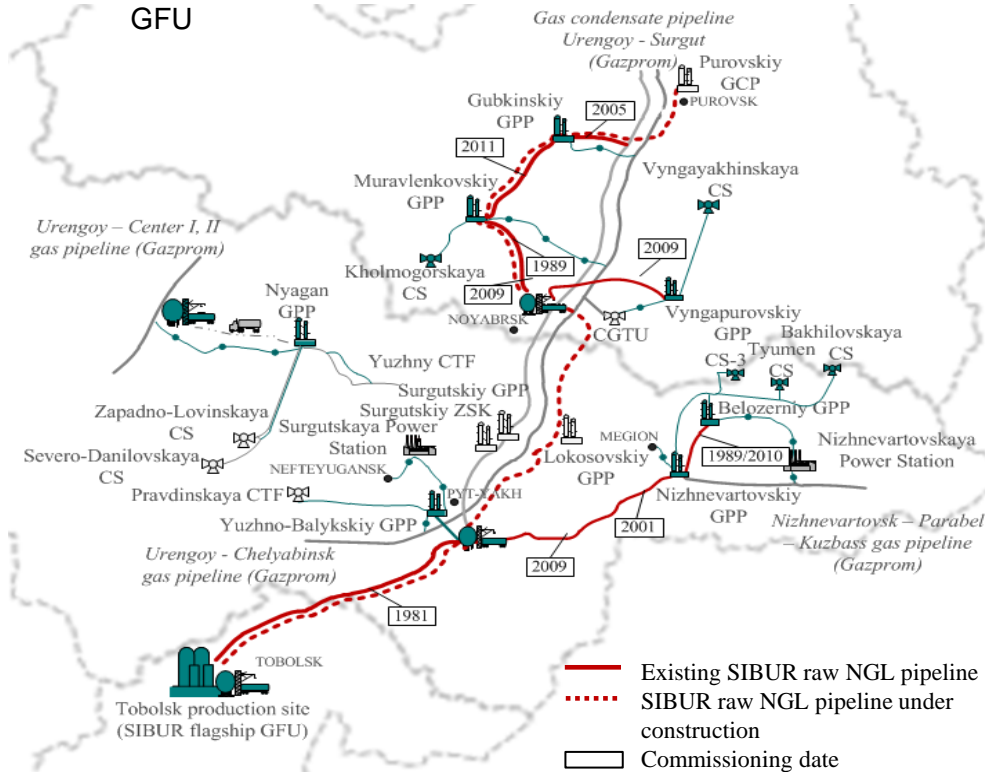 GFU
Gas condensate pipeline
Urengoy - Surgut
(Gazprom)
Purovskiy
GCP
PUROVSK
Gubkinskiy
GPP
2005
2011
Vyngayakhinskaya
CS
Muravlenkovskiy
GPP
Urengoy – Center I, II
gas pipeline (Gazprom)
1989
2009
Kholmogorskaya
CS
2009
Nyagan
GPP
NOYABRSK
CGTU
Vyngapurovskiy
GPP
Bakhilovskaya
CS
CS-3
Tyumen
CS
Yuzhny CTF
Surgutskiy GPP
Surgutskiy ZSK
Zapadno-Lovinskaya
CS
Surgutskaya Power
Station
Belozerniy GPP
MEGION
Lokosovskiy
GPP
1989/2010
Nizhnevartovskaya
Power Station
Severo-Danilovskaya
CS
NEFTEYUGANSK
Pravdinskaya CTF
PYT-YAKH
Nizhnevartovskiy
GPP
Yuzhno-Balykskiy GPP
2001
Nizhnevartovsk – Parabel
– Kuzbass gas pipeline
(Gazprom)
Urengoy - Chelyabinsk
gas pipeline (Gazprom)
2009
1981
TOBOLSK
Tobolsk production site
(SIBUR flagship GFU)
Existing SIBUR raw NGL pipeline
SIBUR raw NGL pipeline under
construction
Commissioning date